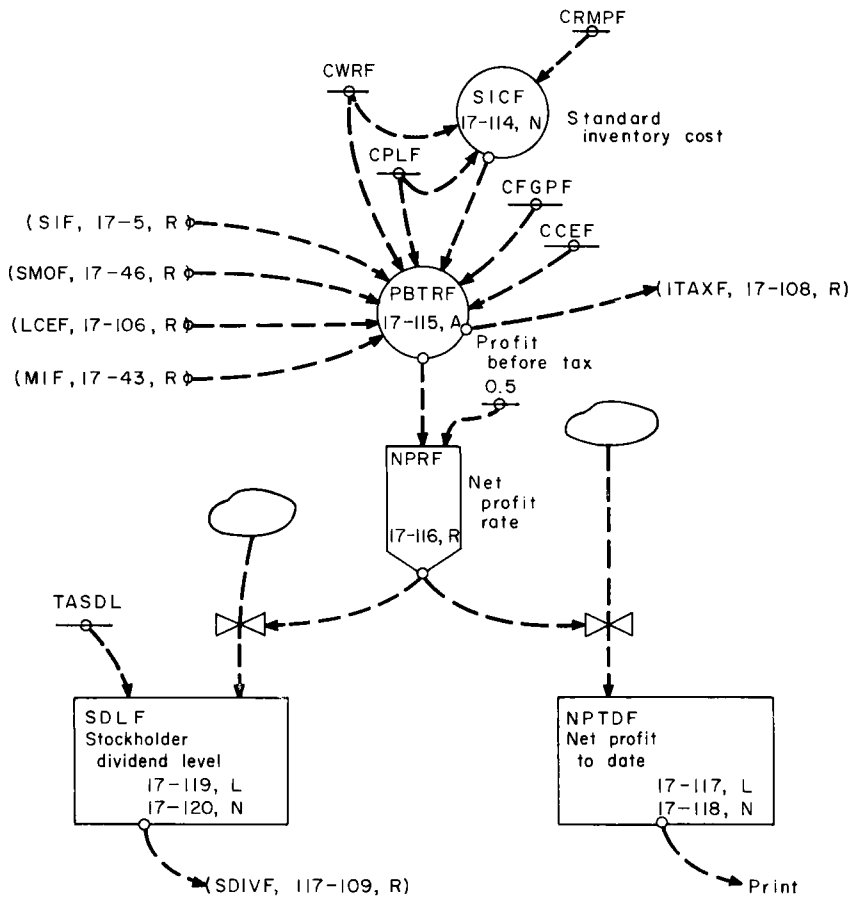 CRMPF
CWRF
SICF
17-114, N
Standard
inventory cost
CPLF
CFGPF
CCEF
(SIF, 17-5, R
(SMOF, 17-46, R
(LCEF, 17-106, R
(MIF, 17-43, R
PBTRF
17-115, A
(ITAXF, 17-108, R)
Profit
before tax
0.5
NPRF
17-116, R
Net
profit
rate
TASDL
SDLF
Stockholder
dividend level
17-119, L
17-120, N
NPTDF
Net profit
to date
17-117, L
17-118, N
(SDIVF, 117-109, R)
Print